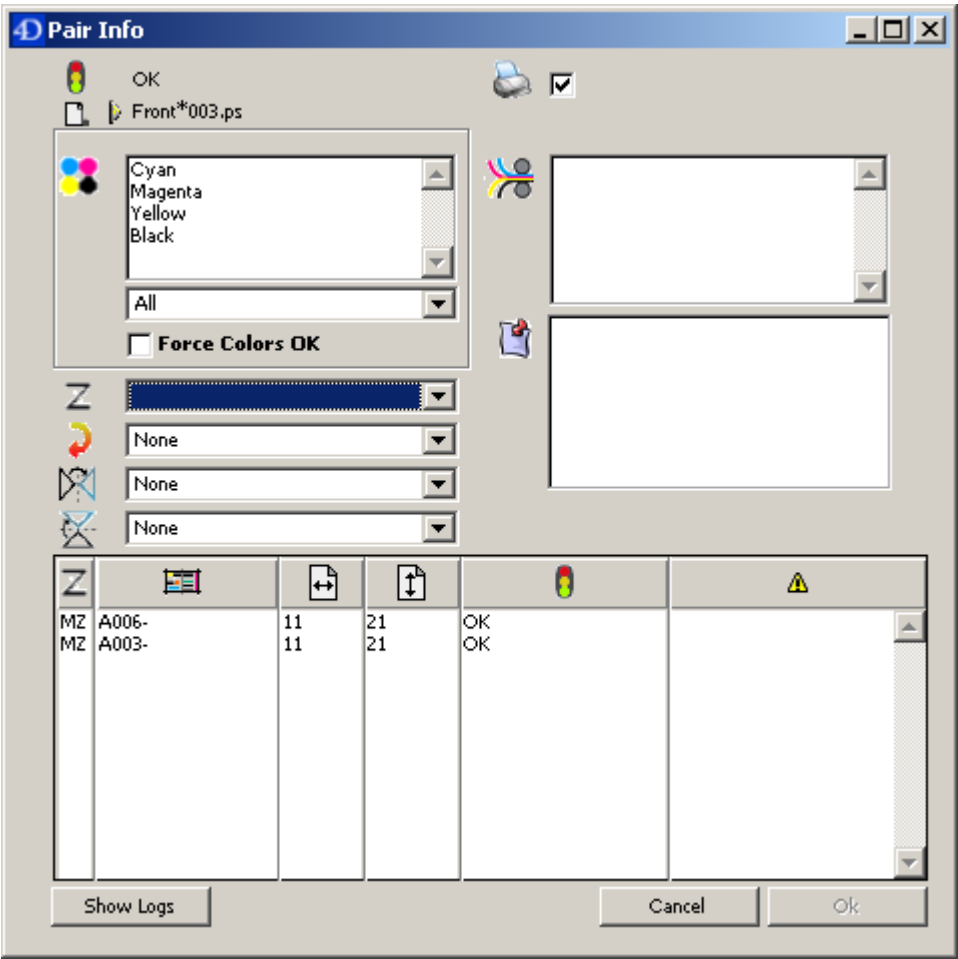 4D Pair Info
OK
Front*003.ps
Cyan
Magenta
Yellow
Black
All
Force Colors OK
Z
None
None
None
Z
MZ A006- 11 21 OK
MZ A003- 11 21 OK
Show Logs Cancel Ok